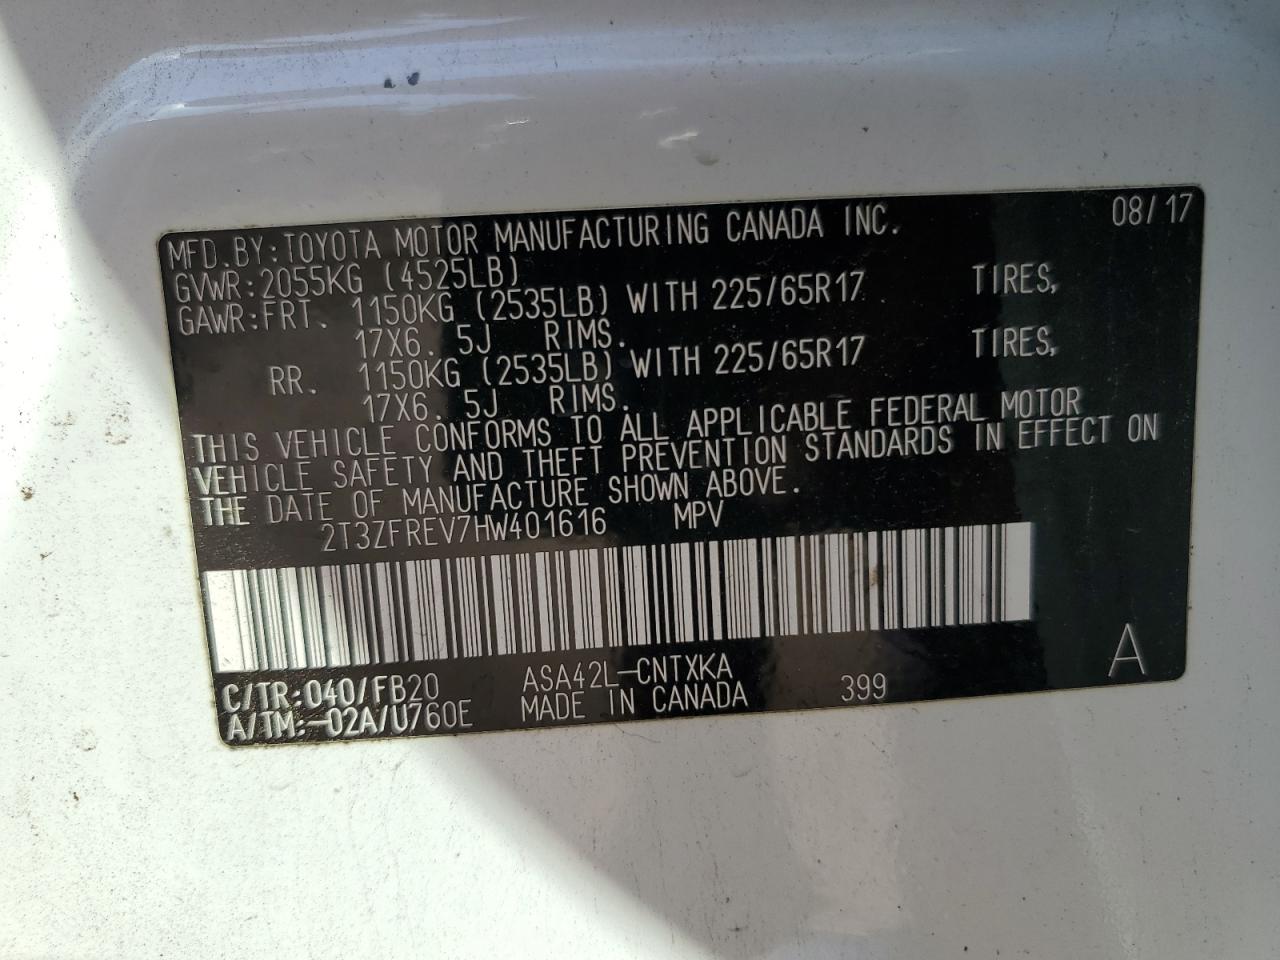 MFD. BY: TOYOTA MOTOR MANUFACTURING CANADA INC. 08/17
GVWR: 2055KG (4525LB)
GAWR: FRT. 1150KG (2535LB) WITH 225/65R17 TIRES,
17X6. 5J RIMS.
RR. 1150KG (2535LB) WITH 225/65R17 TIRES,
17X6. 5J RIMS.
THIS VEHICLE CONFORMS TO ALL APPLICABLE FEDERAL MOTOR
VEHICLE SAFETY AND THEFT PREVENTION STANDARDS IN EFFECT ON
THE DATE OF MANUFACTURE SHOWN ABOVE.
2T3ZFREV7HW401616 MPV
C/TR: 040/FB20 ASA42L-CNTXKA A
A/TM: -02A/U760E MADE IN CANADA 399